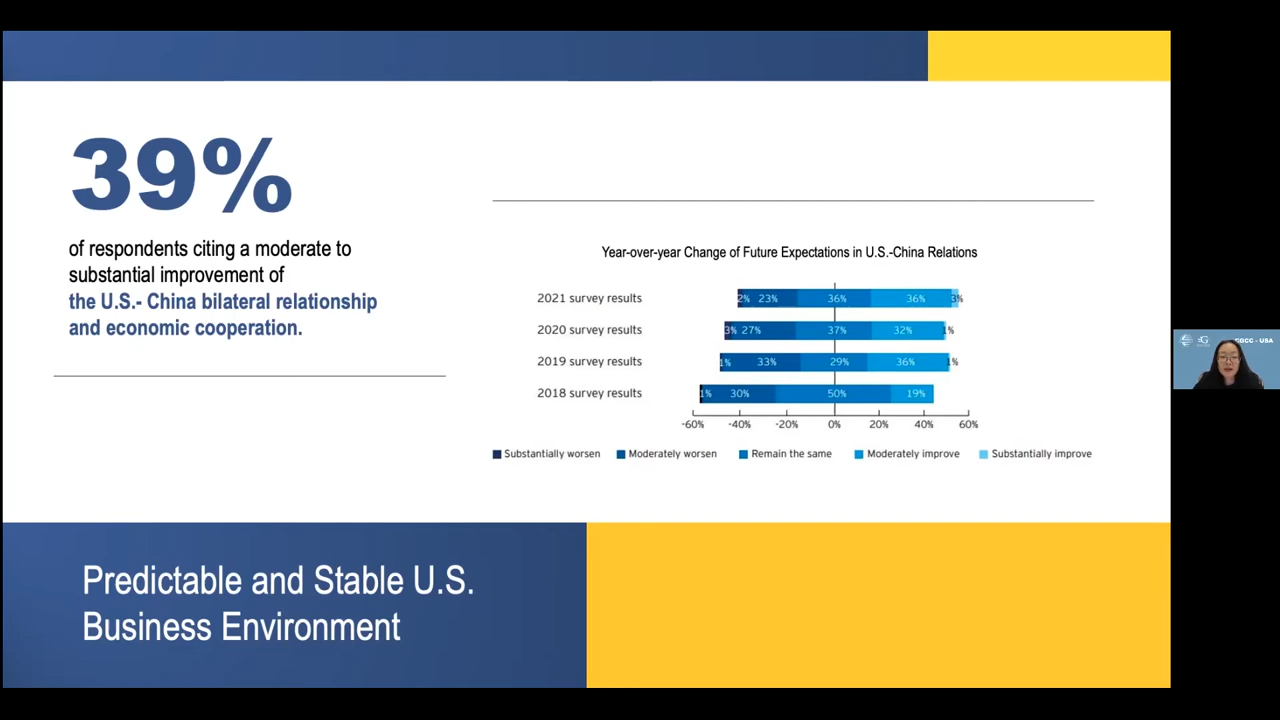 39%
of respondents citing a moderate to
substantial improvement of
the U.S.- China bilateral relationship
and economic cooperation.
Year-over-year Change of Future Expectations in U.S.-China Relations
2021 survey results 2% 23% 36% 36% 3%
2020 survey results 3% 27% 37% 32% 1%
2019 survey results 1% 33% 29% 36% 1%
2018 survey results 1% 30% 50% 19%
-60% -40% -20% 0% 20% 40% 60%
Substantially worsen Moderately worsen Remain the same Moderately improve Substantially improve
Predictable and Stable U.S.
Business Environment
- USA